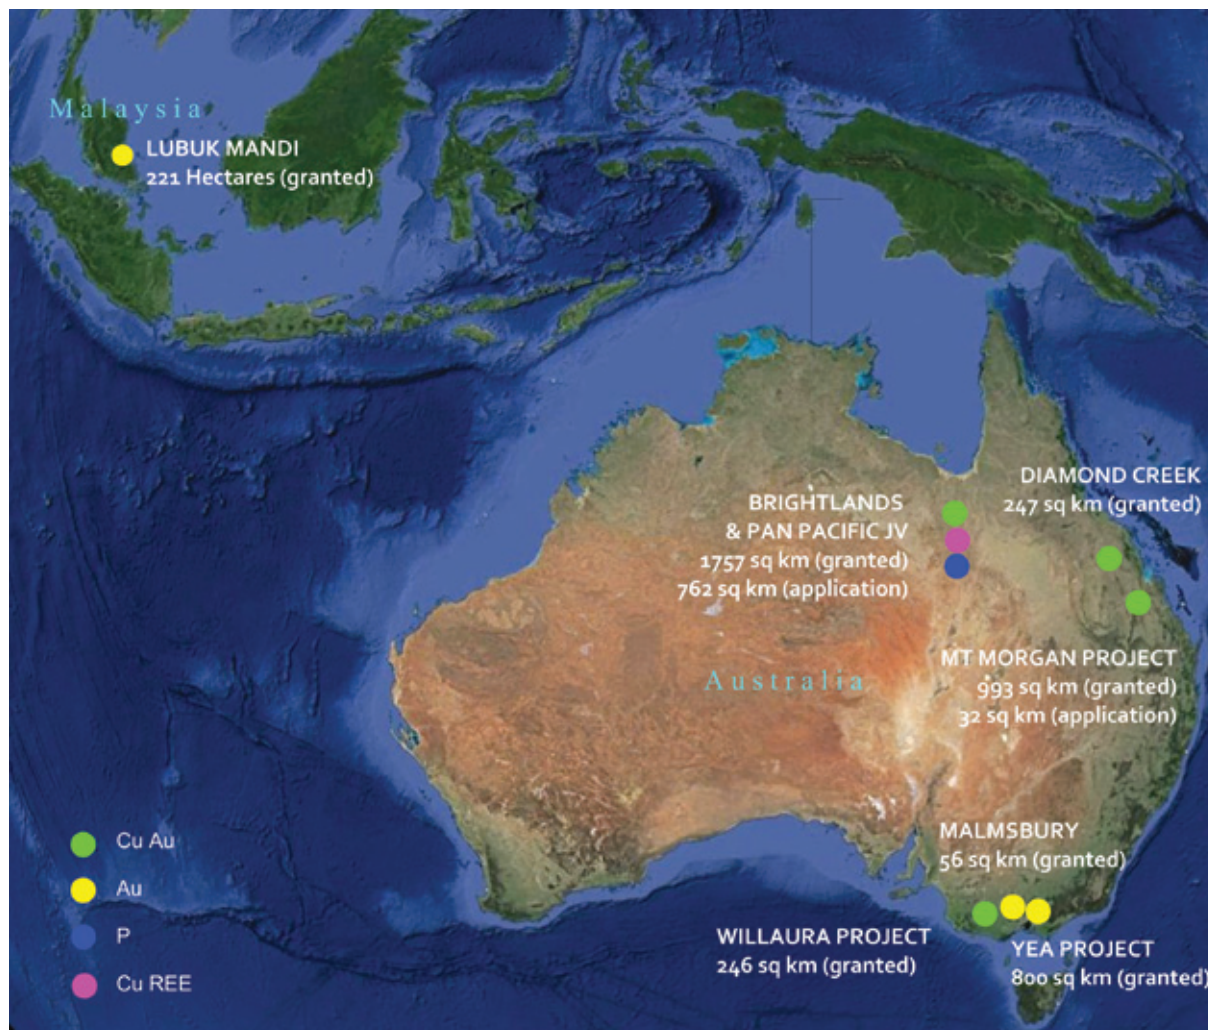 Malaysia
LUBUK MANDI
221 Hectares (granted)
DIAMOND CREEK
247 sq km (granted)
BRIGHTLANDS
& PAN PACIFIC JV
1757 sq km (granted)
762 sq km (application)
MT MORGAN PROJECT
993 sq km (granted)
32 sq km (application)
Australia
MALMSBURY
56 sq km (granted)
WILLAURA PROJECT
246 sq km (granted)
YEA PROJECT
800 sq km (granted)
Cu Au
Au
P
Cu REE